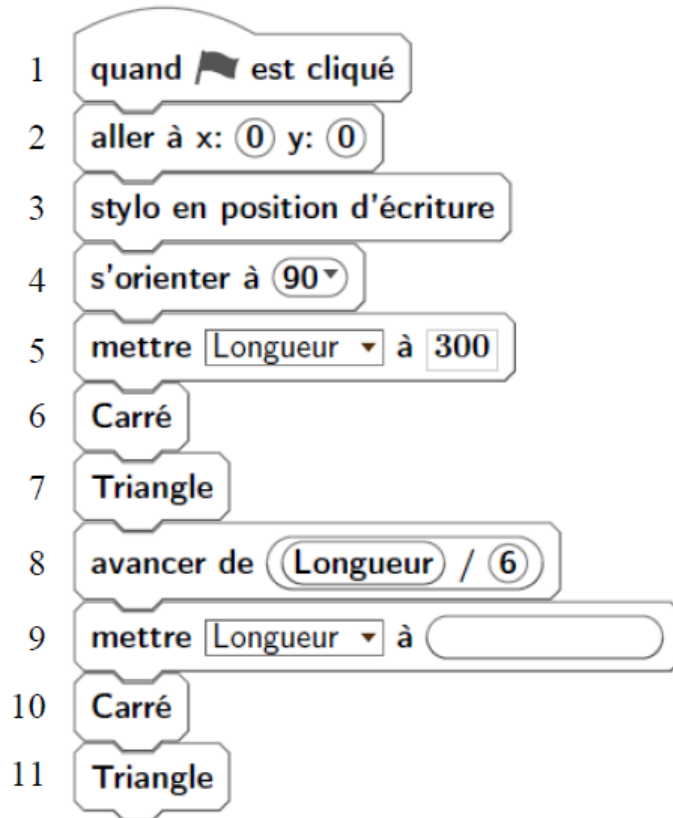 1 quand est cliqué
2 aller à x: 0 y: 0
3 stylo en position d'écriture
4 s'orienter à 90
5 mettre Longueur à 300
6 Carré
7 Triangle
8 avancer de Longueur / 6
9 mettre Longueur à
10 Carré
11 Triangle